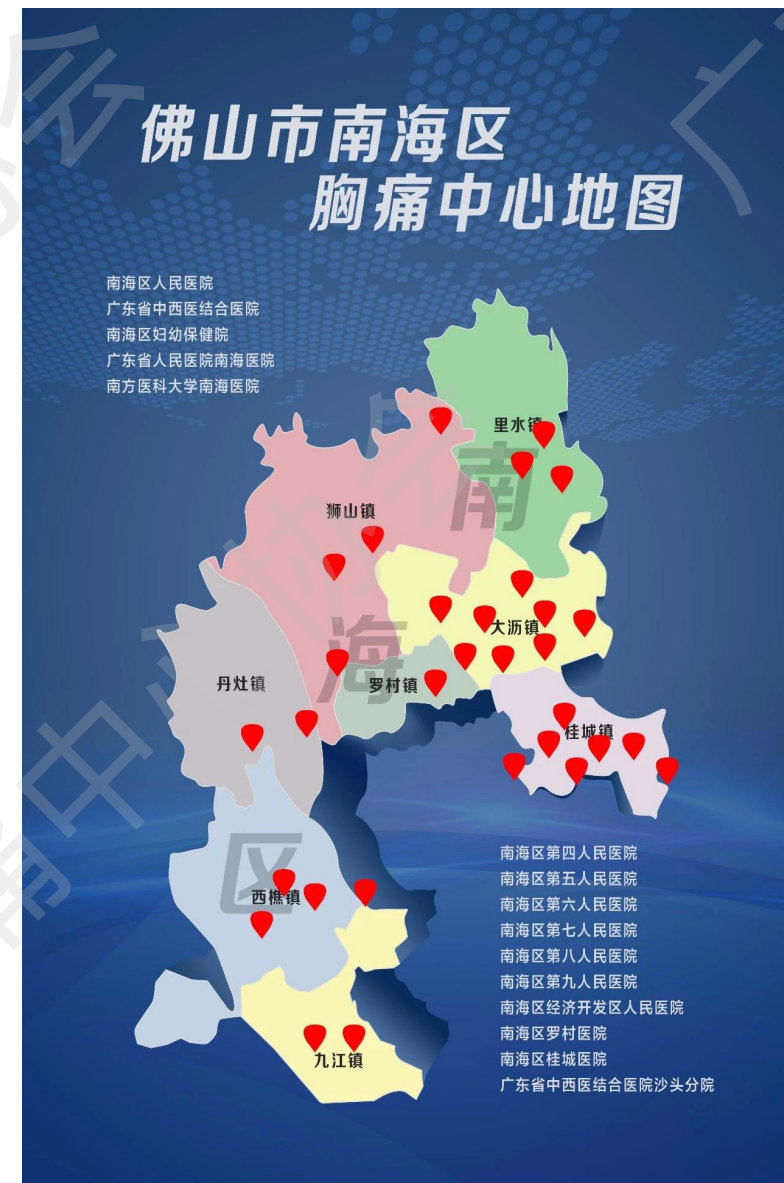 佛山市南海区
胸痛中心地图
南海区人民医院
广东省中西医结合医院
南海区妇幼保健院
广东省人民医院南海医院
南方医科大学南海医院
里水镇
南
狮山镇
大沥镇
海
罗村镇
丹灶镇
桂城镇
区
西樵镇
九江镇
南海区第四人民医院
南海区第五人民医院
南海区第六人民医院
南海区第七人民医院
南海区第八人民医院
南海区第九人民医院
南海区经济开发区人民医院
南海区罗村医院
南海区桂城医院
广东省中西医结合医院沙头分院